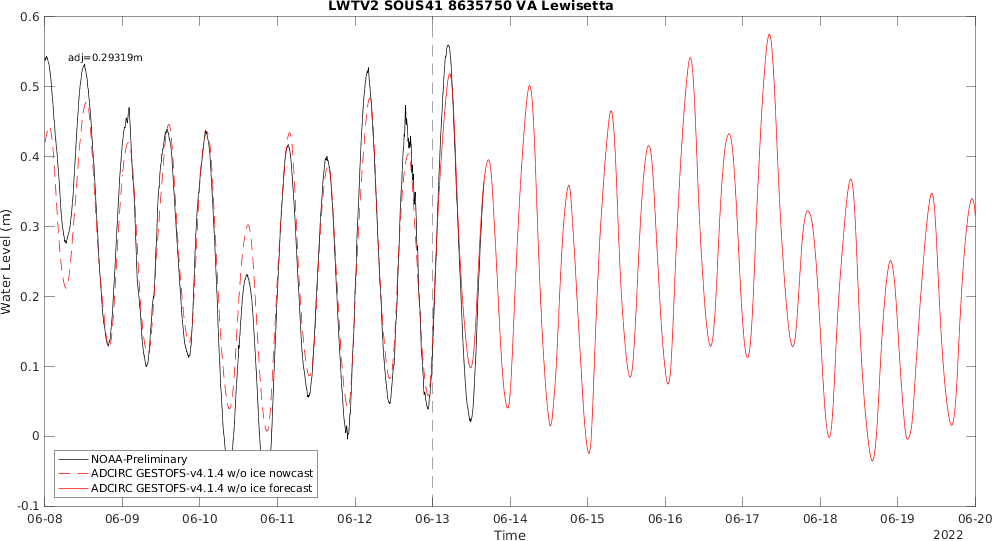 LWTV2 SOUS41 8635750 VA Lewisetta
adj=0.29319m
0.6
0.5
0.4
0.3
0.2
0.1
0
-0.1
Water Level (m)
NOAA-Preliminary
ADCIRC GESTOFS-v4.1.4 w/o ice nowcast
ADCIRC GESTOFS-v4.1.4 w/o ice forecast
06-08 06-09 06-10 06-11 06-12 06-13 06-14 06-15 06-16 06-17 06-18 06-19 06-20
Time
2022